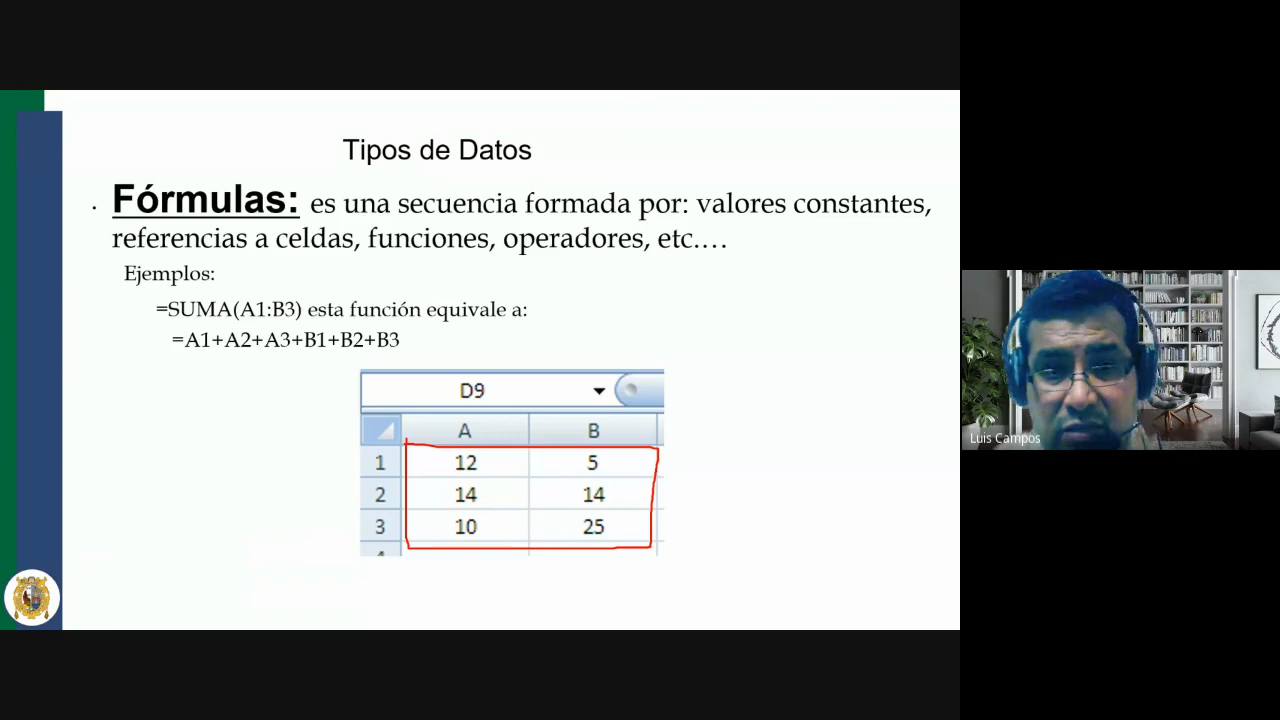 Tipos de Datos
· Fórmulas: es una secuencia formada por: valores constantes,
referencias a celdas, funciones, operadores, etc.…
Ejemplos:
=SUMA(A1:B3) esta función equivale a:
=A1+A2+A3+B1+B2+B3
D9
A B
1 12 5
2 14 14
3 10 25
4
Luis Campos